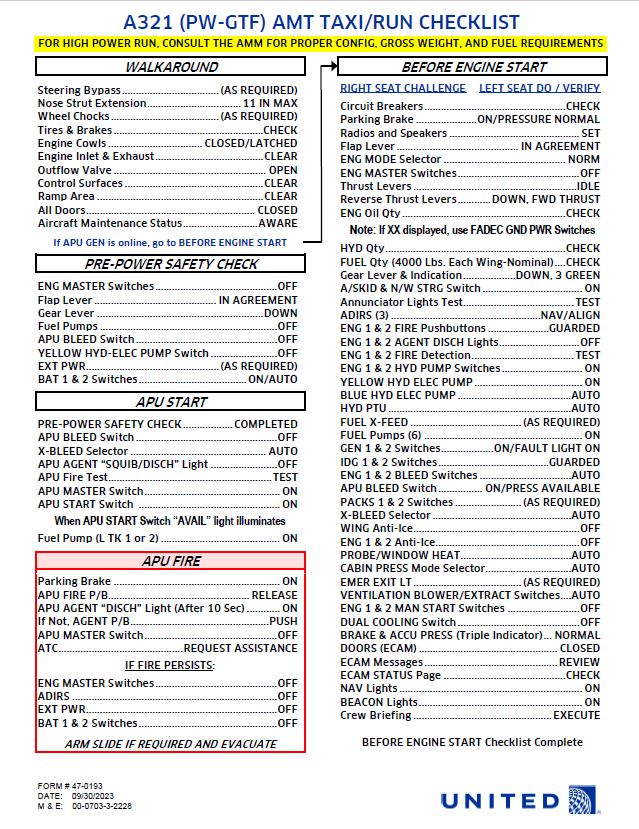 A321 (PW-GTF) AMT TAXI/RUN CHECKLIST
FOR HIGH POWER RUN, CONSULT THE AMM FOR PROPER CONFIG, GROSS WEIGHT, AND FUEL REQUIREMENTS
WALKAROUND
Steering Bypass....(AS REQUIRED)
Nose Strut Extension....11 IN MAX
Wheel Chocks....(AS REQUIRED)
Tires & Brakes....CHECK
Engine Cowls....CLOSED/LATCHED
Engine Inlet & Exhaust....CLEAR
Outflow Valve....OPEN
Control Surfaces....CLEAR
Ramp Area....CLEAR
All Doors....CLOSED
Aircraft Maintenance Status....AWARE
If APU GEN is online, go to BEFORE ENGINE START
PRE-POWER SAFETY CHECK
ENG MASTER Switches....OFF
Flap Lever....IN AGREEMENT
Gear Lever....DOWN
Fuel Pumps....OFF
APU BLEED Switch....OFF
YELLOW HYD-ELEC PUMP Switch....OFF
EXT PWR....(AS REQUIRED)
BAT 1 & 2 Switches....ON/AUTO
APU START
PRE-POWER SAFETY CHECK....COMPLETED
APU BLEED Switch....OFF
X-BLEED Selector....AUTO
APU AGENT “SQUIB/DISCH” Light....OFF
APU Fire Test....TEST
APU MASTER Switch....ON
APU START Switch....ON
When APU START Switch “AVAIL” light illuminates
Fuel Pump (L TK 1 or 2)....ON
APU FIRE
Parking Brake....ON
APU FIRE P/B....RELEASE
APU AGENT “DISCH” Light (After 10 Sec)....ON
If Not, AGENT P/B....PUSH
APU MASTER Switch....OFF
ATC....REQUEST ASSISTANCE
IF FIRE PERSISTS:
ENG MASTER Switches....OFF
ADIRS....OFF
EXT PWR....OFF
BAT 1 & 2 Switches....OFF
ARM SLIDE IF REQUIRED AND EVACUATE
BEFORE ENGINE START
RIGHT SEAT CHALLENGE LEFT SEAT DO / VERIFY
Circuit Breakers....CHECK
Parking Brake....ON/PRESSURE NORMAL
Radios and Speakers....SET
Flap Lever....IN AGREEMENT
ENG MODE Selector....NORM
ENG MASTER Switches....OFF
Thrust Levers....IDLE
Reverse Thrust Levers....DOWN, FWD THRUST
ENG Oil Qty....CHECK
Note: If XX displayed, use FADEC GND PWR Switches
HYD Qty....CHECK
FUEL Qty (4000 Lbs. Each Wing-Nominal)....CHECK
Gear Lever & Indication....DOWN, 3 GREEN
A/SKID & N/W STRG Switch....ON
Annunciator Lights Test....TEST
ADIRS (3)....NAV/ALIGN
ENG 1 & 2 FIRE Pushbuttons....GUARDED
ENG 1 & 2 AGENT DISCH Lights....OFF
ENG 1 & 2 FIRE Detection....TEST
ENG 1 & 2 HYD PUMP Switches....ON
YELLOW HYD ELEC PUMP....ON
BLUE HYD ELEC PUMP....AUTO
HYD PTU....AUTO
FUEL X-FEED....(AS REQUIRED)
FUEL Pumps (6)....ON
GEN 1 & 2 Switches....ON/FAULT LIGHT ON
IDG 1 & 2 Switches....GUARDED
ENG 1 & 2 BLEED Switches....AUTO
APU BLEED Switch....ON/PRESS AVAILABLE
PACKS 1 & 2 Switches....(AS REQUIRED)
X-BLEED Selector....AUTO
WING Anti-Ice....OFF
ENG 1 & 2 Anti-Ice....OFF
PROBE/WINDOW HEAT....AUTO
CABIN PRESS Mode Selector....AUTO
EMER EXIT LT....(AS REQUIRED)
VENTILATION BLOWER/EXTRACT Switches....AUTO
ENG 1 & 2 MAN START Switches....OFF
DUAL COOLING Switch....OFF
BRAKE & ACCU PRESS (Triple Indicator)...NORMAL
DOORS (ECAM)....CLOSED
ECAM Messages....REVIEW
ECAM STATUS Page....CHECK
NAV Lights....ON
BEACON Lights....ON
Crew Briefing....EXECUTE
BEFORE ENGINE START Checklist Complete
FORM # 47-0193
DATE: 09/30/2023
M & E: 00-0703-3-2228
UNITED